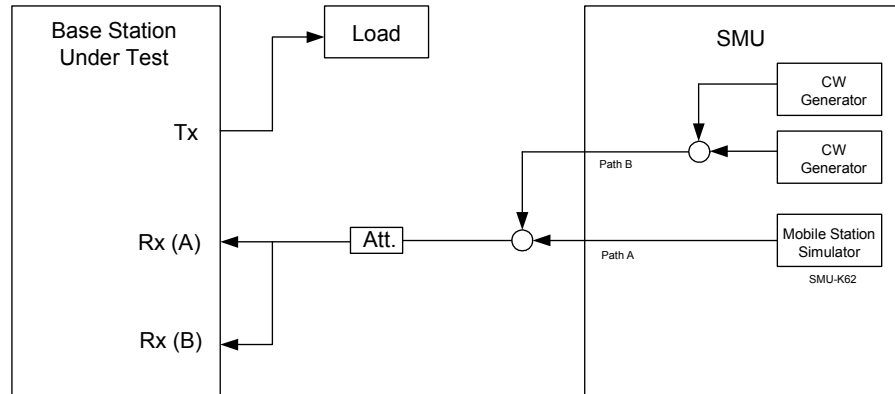 Base Station
Under Test
Load
SMU
CW
Generator
Tx
CW
Generator
Path B
Rx (A)
Att.
Mobile Station
Simulator
Path A
SMU-K62
Rx (B)